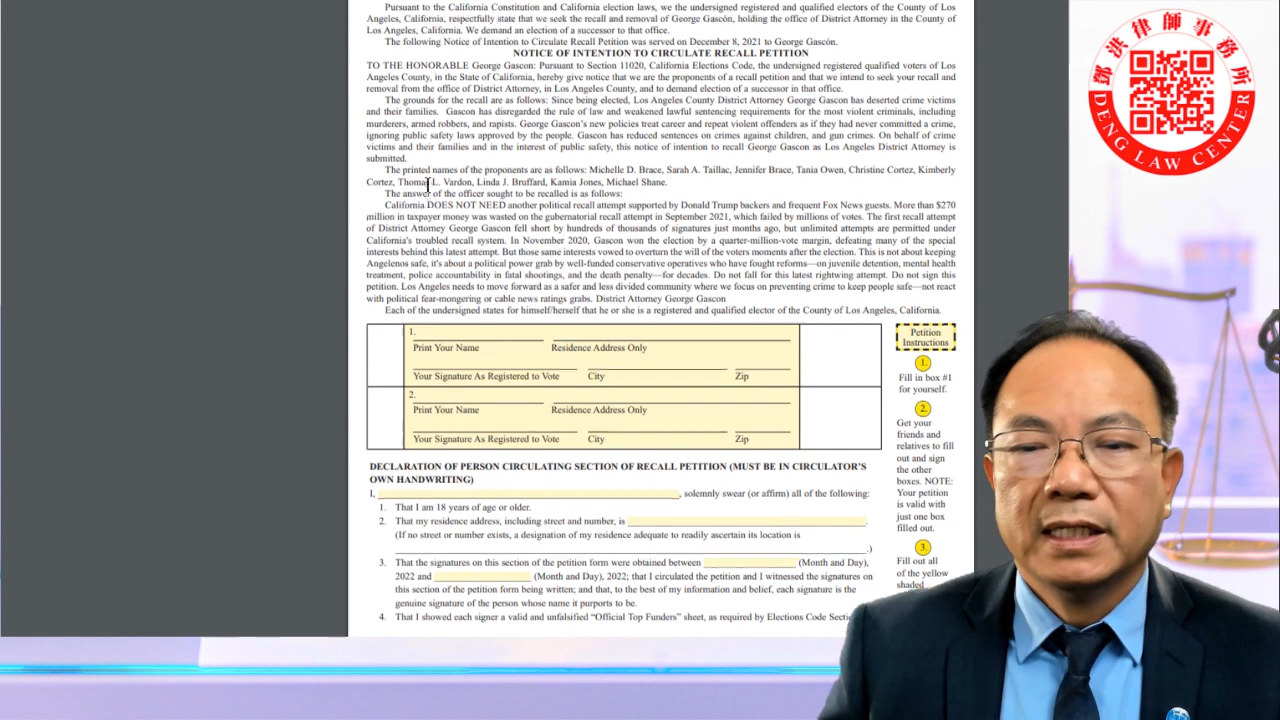 Pursuant to the California Constitution and California election laws, we the undersigned registered and qualified electors of the County of Los
Angeles, California, respectfully state that we seek the recall and removal of George Gascón, holding the office of District Attorney in the County of
Los Angeles, California. We demand an election of a successor to that office.
The following Notice of Intention to Circulate Recall Petition was served on December 8, 2021 to George Gascón.
NOTICE OF INTENTION TO CIRCULATE RECALL PETITION
TO THE HONORABLE George Gascon: Pursuant to Section 11020, California Elections Code, the undersigned registered qualified voters of Los
Angeles County, in the State of California, hereby give notice that we are the proponents of a recall petition and that we intend to seek your recall and
removal from the office of District Attorney, in Los Angeles County, and to demand election of a successor in that office.
The grounds for the recall are as follows: Since being elected, Los Angeles County District Attorney George Gascon has deserted crime victims
and their families. Gascon has disregarded the rule of law and weakened lawful sentencing requirements for the most violent criminals, including
murderers, armed robbers, and rapists. George Gascon's new policies treat career and repeat violent offenders as if they had never committed a crime,
ignoring public safety laws approved by the people. Gascon has reduced sentences on crimes against children, and gun crimes. On behalf of crime
victims and their families and in the interest of public safety, this notice of intention to recall George Gascon as Los Angeles District Attorney is
submitted.
The printed names of the proponents are as follows: Michelle D. Brace, Sarah A. Taillac, Jennifer Brace, Tania Owen, Christine Cortez, Kimberly
Cortez, Thomas L. Vardon, Linda J. Bruffard, Kamia Jones, Michael Shane.
The answer of the officer sought to be recalled is as follows:
California DOES NOT NEED another political recall attempt supported by Donald Trump backers and frequent Fox News guests. More than $270
million in taxpayer money was wasted on the gubernatorial recall attempt in September 2021, which failed by millions of votes. The first recall attempt
of District Attorney George Gascon fell short by hundreds of thousands of signatures just months ago, but unlimited attempts are permitted under
California's troubled recall system. In November 2020, Gascon won the election by a quarter-million-vote margin, defeating many of the special
interests behind this latest attempt. But those same interests vowed to overturn the will of the voters moments after the election. This is not about keeping
Angelenos safe, it's about a political power grab by well-funded conservative operatives who have fought reforms—on juvenile detention, mental health
treatment, police accountability in fatal shootings, and the death penalty—for decades. Do not fall for this latest rightwing attempt. Do not sign this
petition. Los Angeles needs to move forward as a safer and less divided community where we focus on preventing crime to keep people safe—not react
with political fear-mongering or cable news ratings grabs. District Attorney George Gascon
Each of the undersigned states for himself/herself that he or she is a registered and qualified elector of the County of Los Angeles, California.
1.
Print Your Name Residence Address Only
Your Signature As Registered to Vote City Zip
2.
Print Your Name Residence Address Only
Your Signature As Registered to Vote City Zip
DECLARATION OF PERSON CIRCULATING SECTION OF RECALL PETITION (MUST BE IN CIRCULATOR'S
OWN HANDWRITING)
I, , solemnly swear (or affirm) all of the following:
1. That I am 18 years of age or older.
2. That my residence address, including street and number, is .
(If no street or number exists, a designation of my residence adequate to readily ascertain its location is
.)
3. That the signatures on this section of the petition form were obtained between (Month and Day),
2022 and (Month and Day), 2022; that I circulated the petition and I witnessed the signatures on
this section of the petition form being written; and that, to the best of my information and belief, each signature is the
genuine signature of the person whose name it purports to be.
4. That I showed each signer a valid and unfalsified “Official Top Funders” sheet, as required by Elections Code
Petition
Instructions
1.
Fill in box #1
for yourself.
2.
Get your
friends and
relatives to fill
out and sign
the other
boxes. NOTE:
Your petition
is valid with
just one box
filled out.
3.
Fill out all
of the yellow
shaded
鄧洪律師事務所
DENG LAW CENTER